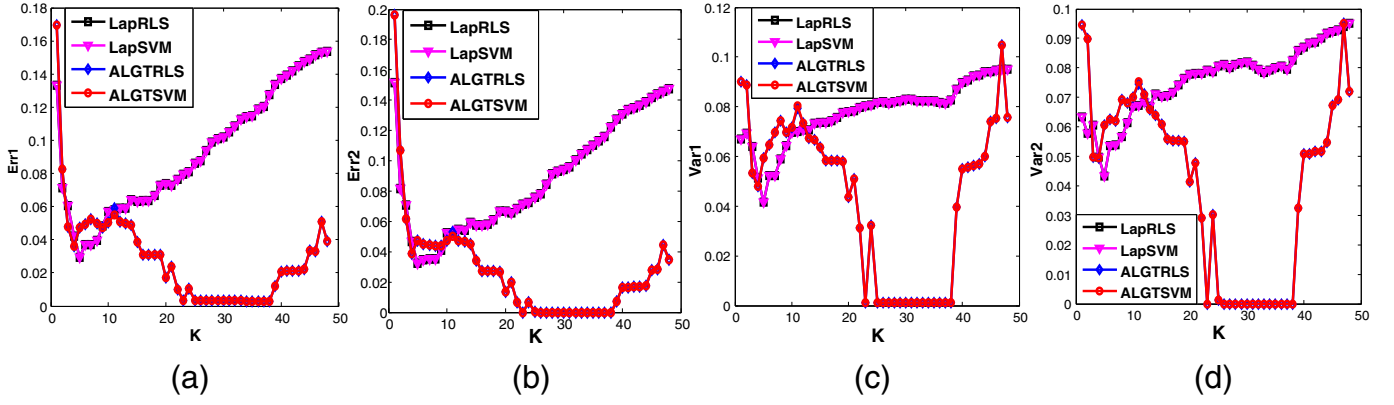 0.18
0.16
0.14
0.12
0.1
0.08
0.06
0.04
0.02
0
Err1
LapRLS
LapSVM
ALGTRLS
ALGTSVM
0 10 20 30 40 50
K
(a)
0.2
0.18
0.16
0.14
0.12
0.1
0.08
0.06
0.04
0.02
0
Err2
LapRLS
LapSVM
ALGTRLS
ALGTSVM
0 10 20 30 40 50
K
(b)
0.12
0.1
0.08
0.06
0.04
0.02
0
Var1
LapRLS
LapSVM
ALGTRLS
ALGTSVM
0 10 20 30 40 50
K
(c)
0.1
0.09
0.08
0.07
0.06
0.05
0.04
0.03
0.02
0.01
0
Var2
LapRLS
LapSVM
ALGTRLS
ALGTSVM
0 10 20 30 40 50
K
(d)